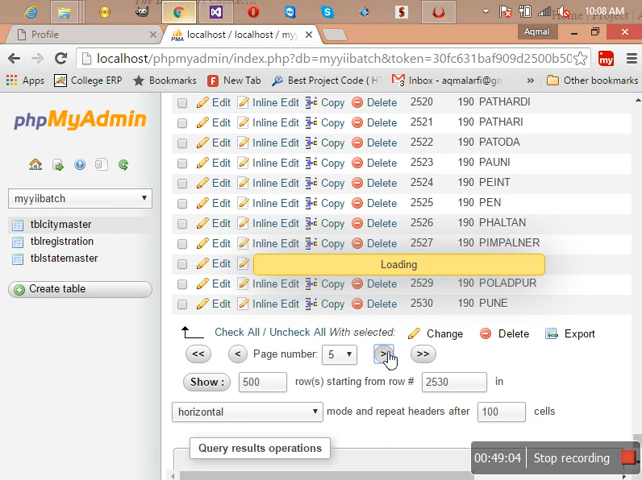 10:08 AM
Home | Project | A
Profile
localhost / localhost / my
Aqmal
localhost/phpmyadmin/index.php?db=myyiibatch&token=30fc631baf909d2500b50
my
Apps College ERP Bookmarks New Tab Best Project Code ( H Inbox - aqmalarfi@gm » Other bookmarks
phpMyAdmin
myyiibatch
tblcitymaster
tblregistration
tblstatemaster
Create table
Edit Inline Edit Copy Delete 2520 190 PATHARDI
Edit Inline Edit Copy Delete 2521 190 PATHARI
Edit Inline Edit Copy Delete 2522 190 PATODA
Edit Inline Edit Copy Delete 2523 190 PAUNI
Edit Inline Edit Copy Delete 2524 190 PEINT
Edit Inline Edit Copy Delete 2525 190 PEN
Edit Inline Edit Copy Delete 2526 190 PHALTAN
Edit Inline Edit Copy Delete 2527 190 PIMPALNER
Edit Loading
Edit Inline Edit Copy Delete 2529 190 POLADPUR
Edit Inline Edit Copy Delete 2530 190 PUNE
Check All / Uncheck All With selected: Change Delete Export
<< < Page number: 5 > >>
Show : 500 row(s) starting from row # 2530 in
horizontal mode and repeat headers after 100 cells
Query results operations
00:49:04 Stop recording